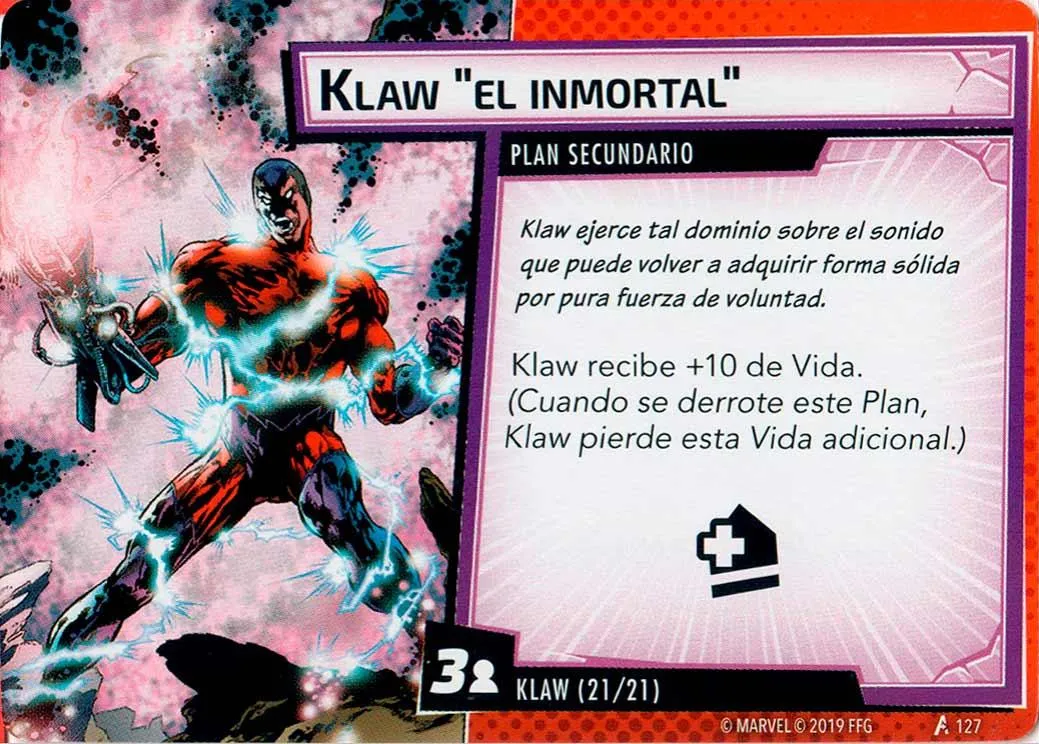 Klaw "el inmortal"
PLAN SECUNDARIO
Klaw ejerce tal dominio sobre el sonido
que puede volver a adquirir forma sólida
por pura fuerza de voluntad.
Klaw recibe +10 de Vida.
(Cuando se derrote este Plan,
Klaw pierde esta Vida adicional.)
3
KLAW (21/21)
© MARVEL © 2019 FFG 127